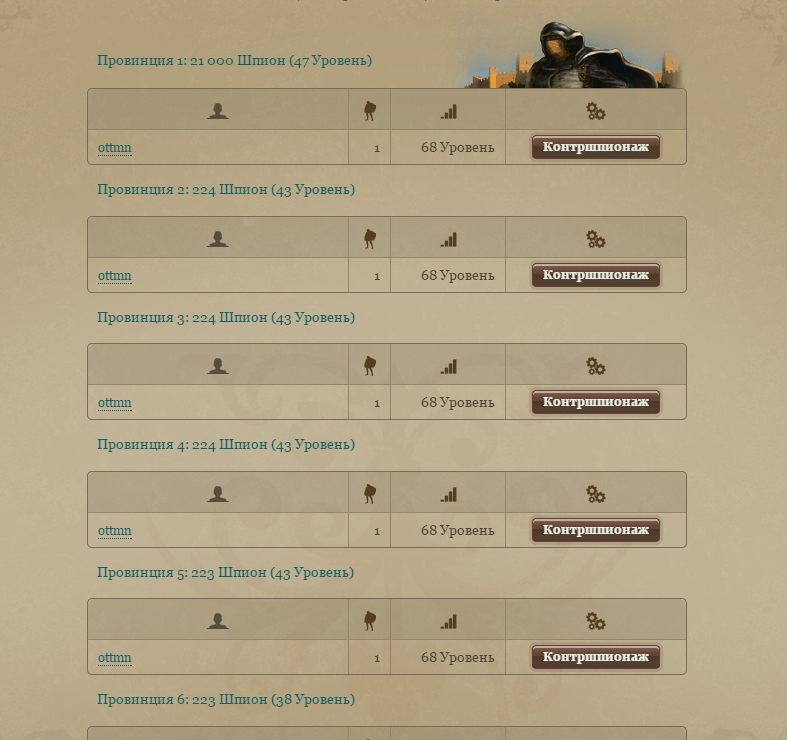 Провинция 1: 21 000 Шпион (47 Уровень)
ottmn 1 68 Уровень Контршпионаж
Провинция 2: 224 Шпион (43 Уровень)
ottmn 1 68 Уровень Контршпионаж
Провинция 3: 224 Шпион (43 Уровень)
ottmn 1 68 Уровень Контршпионаж
Провинция 4: 224 Шпион (43 Уровень)
ottmn 1 68 Уровень Контршпионаж
Провинция 5: 223 Шпион (43 Уровень)
ottmn 1 68 Уровень Контршпионаж
Провинция 6: 223 Шпион (38 Уровень)